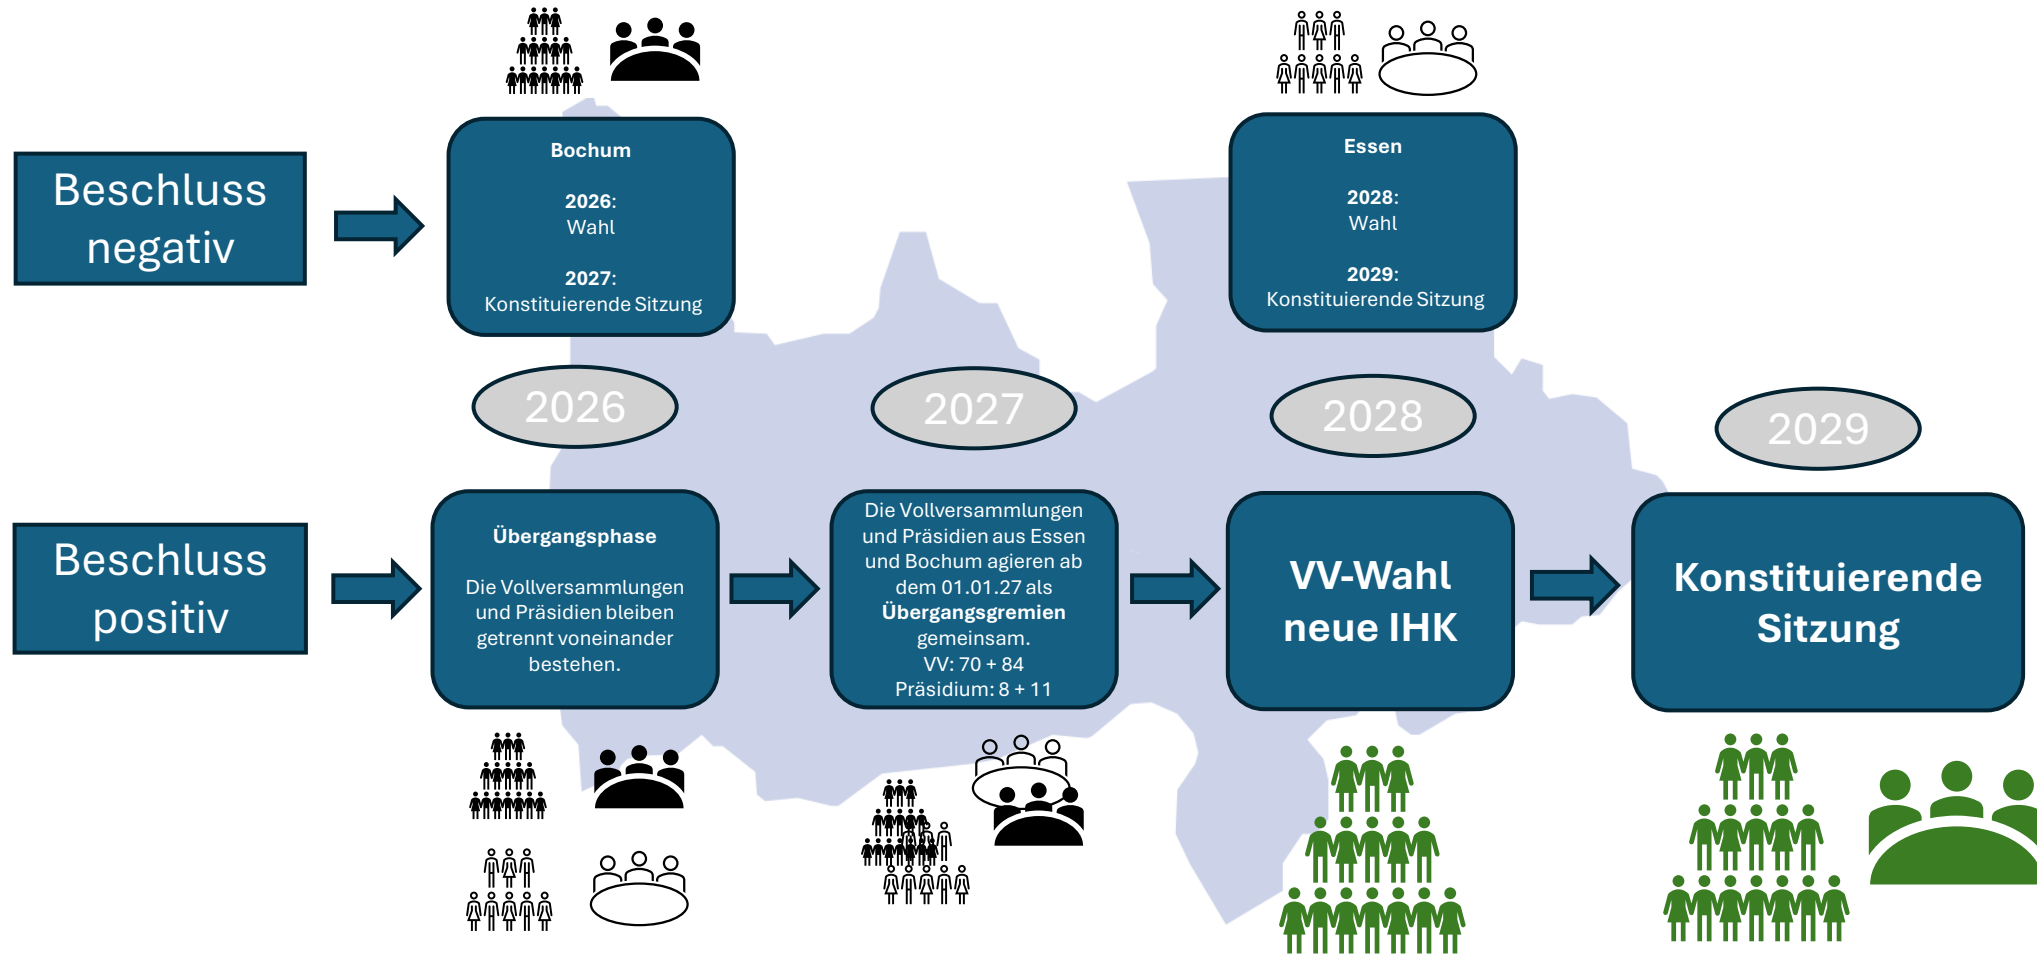 Beschluss
negativ
Bochum
2026:
Wahl
2027:
Konstituierende Sitzung
Essen
2028:
Wahl
2029:
Konstituierende Sitzung
2026
2027
2028
2029
Beschluss
positiv
Übergangsphase
Die Vollversammlungen
und Präsidien bleiben
getrennt voneinander
bestehen.
Die Vollversammlungen
und Präsidien aus Essen
und Bochum agieren ab
dem 01.01.27 als
Übergangsgremien
gemeinsam.
VV: 70 + 84
Präsidium: 8 + 11
VV-Wahl
neue IHK
Konstituierende
Sitzung